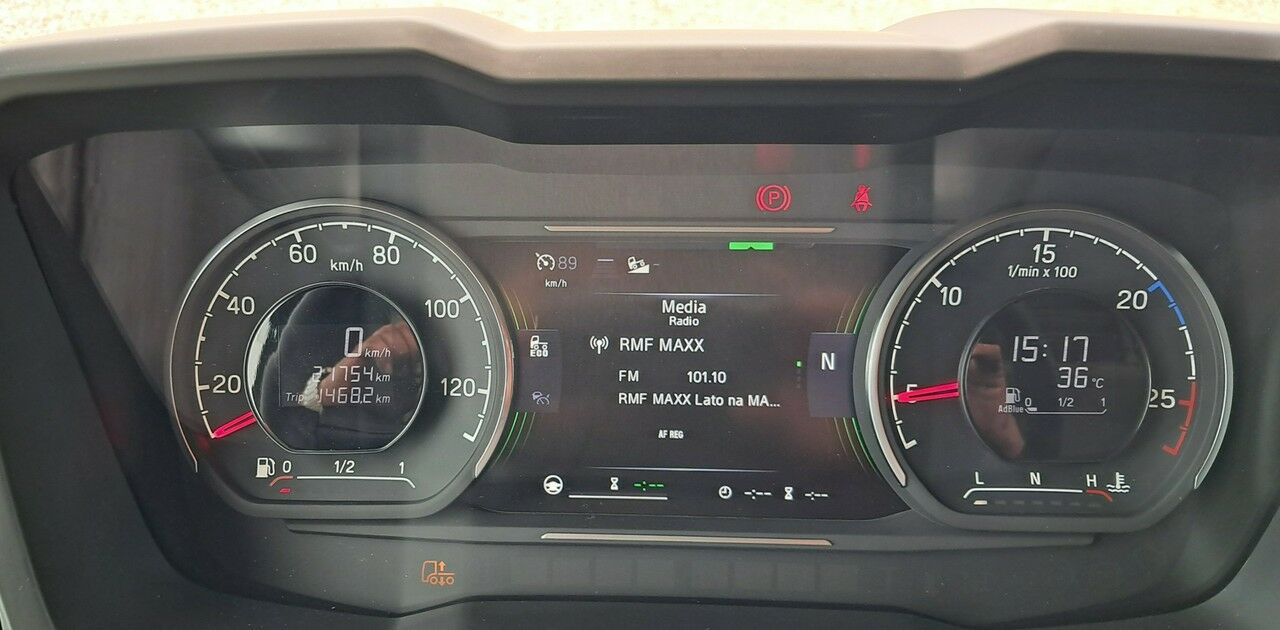 60
80
km/h
40
100
20
120
0 km/h
21754 km
Trip 1468.2 km
0 1/2 1
P
89
km/h
Media
Radio
RMF MAXX
FM 101.10
RMF MAXX Lato na MA...
AF REG
ECO
N
-:--
-:-- -:--
15
1/min x 100
10
20
5
25
15:17
36 °C
AdBlue 0 1/2 1
L N H